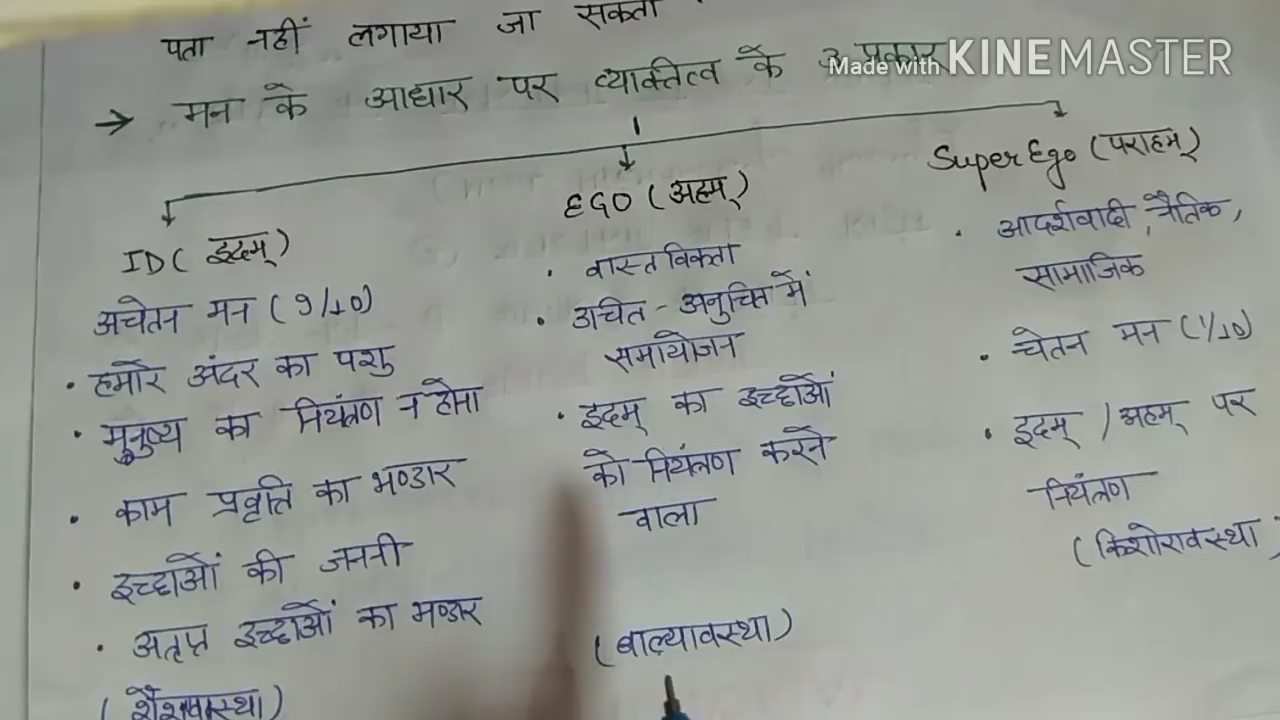 पता नहीं लगाया जा सकता
→ मन के आधार पर व्यक्तित्व के 3 प्रकार
Made with KINEMASTER
ID (इदम्)
अचेतन मन (9/10)
• हमारे अंदर का पशु
• मुनुष्य का नियंत्रण न होना
• काम प्रवृत्ति का भण्डार
• इच्छाओं की जननी
• अतृप्त इच्छाओं का भण्डार
(शैशवास्था)
EGO (अहम्)
• वास्तविकता
• उचित - अनुचित में
समायोजन
• इदम् का इच्छाओं
को नियंत्रण करने
वाला
(बाल्यावस्था)
Super Ego (पराहम्)
• आदर्शवादी, नैतिक,
सामाजिक
• चेतन मन (1/10)
• इदम् / अहम् पर
नियंत्रण
(किशोरावस्था)